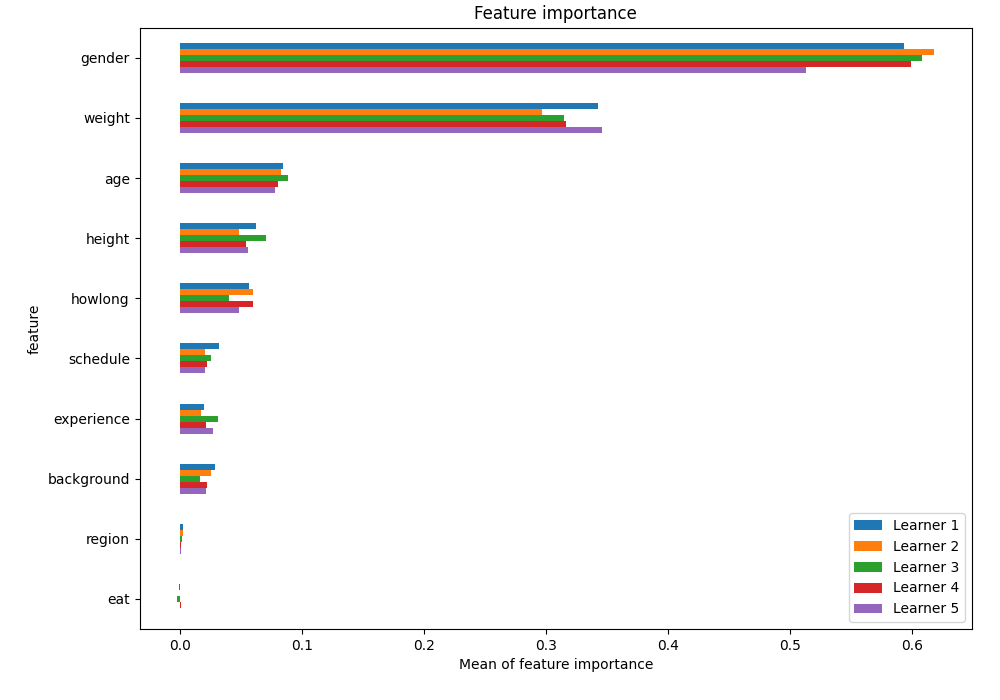 Feature importance
gender
weight
age
height
howlong
schedule
experience
background
region
eat
feature
0.0 0.1 0.2 0.3 0.4 0.5 0.6
Mean of feature importance
Learner 1
Learner 2
Learner 3
Learner 4
Learner 5